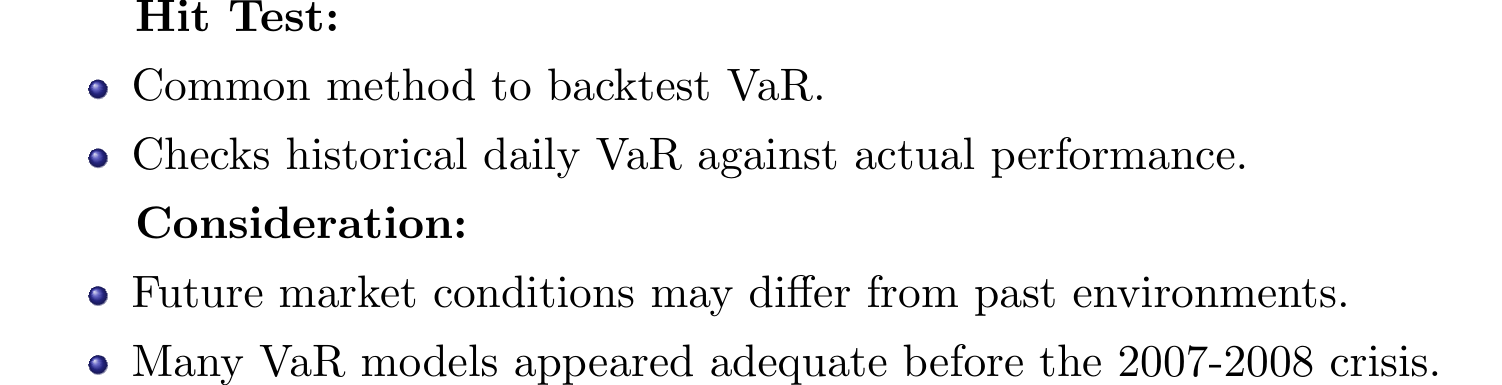 Hit Test:
Common method to backtest VaR.
Checks historical daily VaR against actual performance.
Consideration:
Future market conditions may differ from past environments.
Many VaR models appeared adequate before the 2007-2008 crisis.